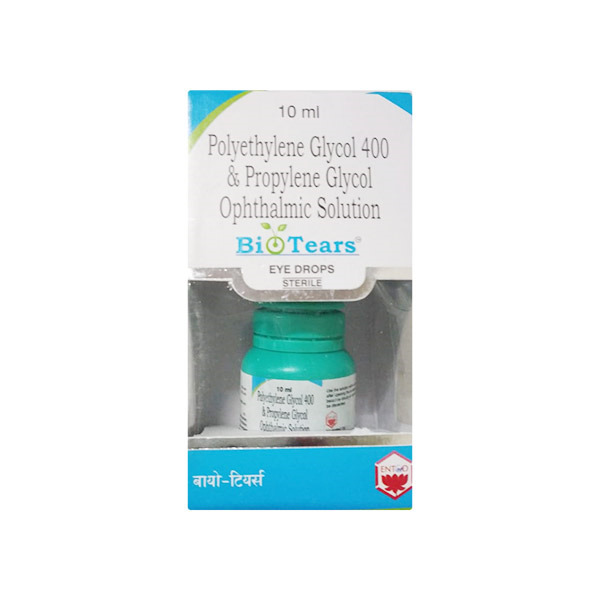 10 ml
Polyethylene Glycol 400
& Propylene Glycol
Ophthalmic Solution
BiOTears®
EYE DROPS
STERILE
10 ml
Polyethylene Glycol 400
& Propylene Glycol
Ophthalmic Solution
बायो-टियर्स
ENTOD